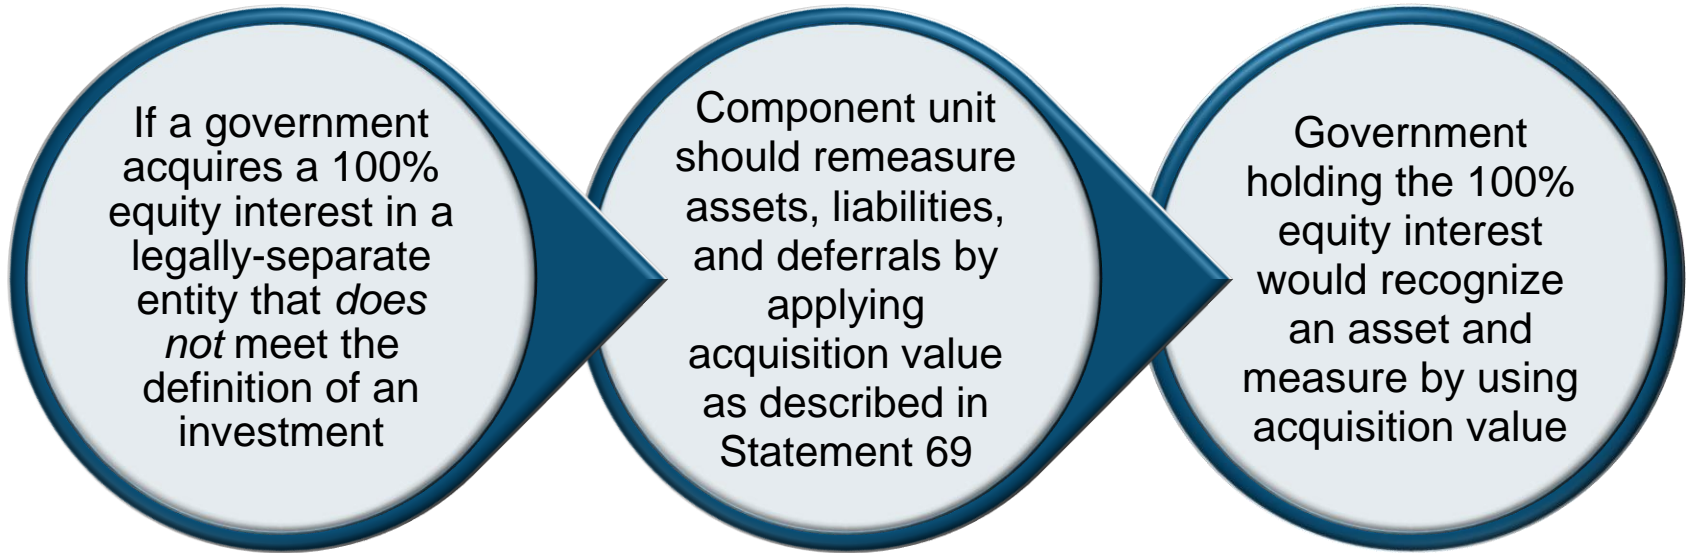 If a government
acquires a 100%
equity interest in a
legally-separate
entity that does
not meet the
definition of an
investment
Component unit
should remeasure
assets, liabilities,
and deferrals by
applying
acquisition value
as described in
Statement 69
Government
holding the 100%
equity interest
would recognize
an asset and
measure by using
acquisition value